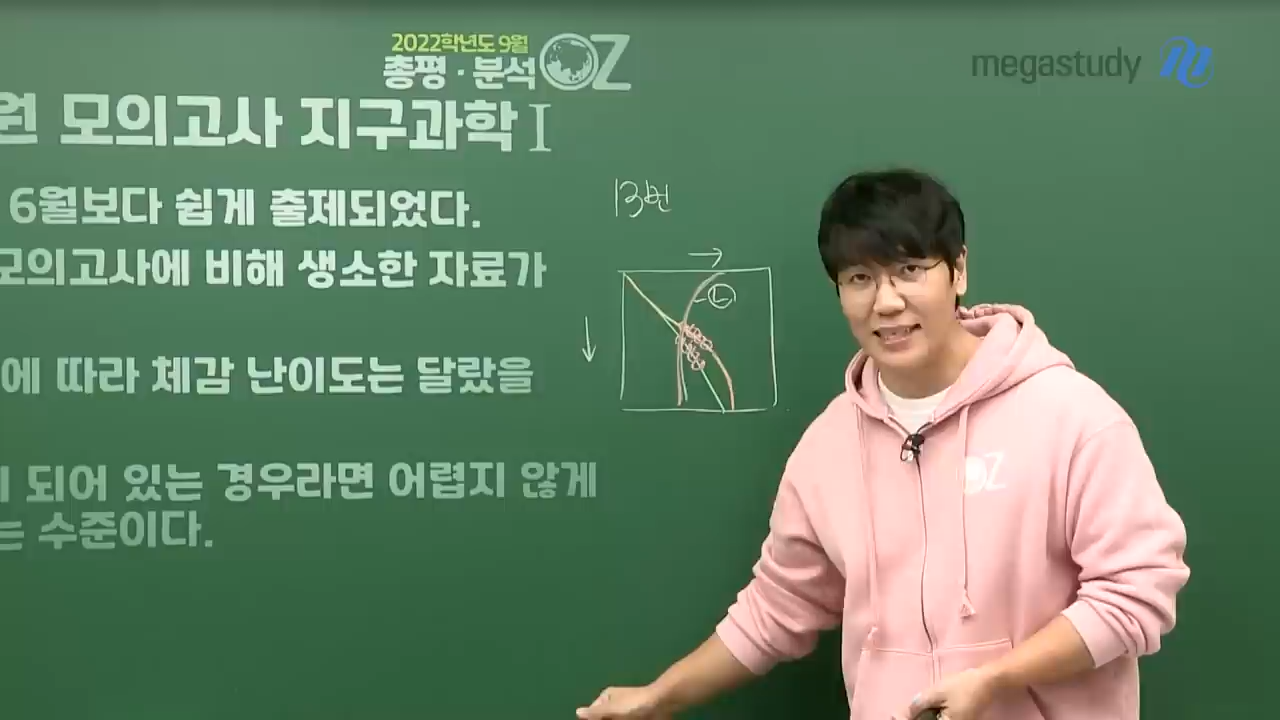 2022학년도 9월
총평·분석 OZ
megastudy
원 모의고사 지구과학Ⅰ
6월보다 쉽게 출제되었다.
모의고사에 비해 생소한 자료가
에 따라 체감 난이도는 달랐을
되어 있는 경우라면 어렵지 않게
는 수준이다.
13번
ㄴ
OZ